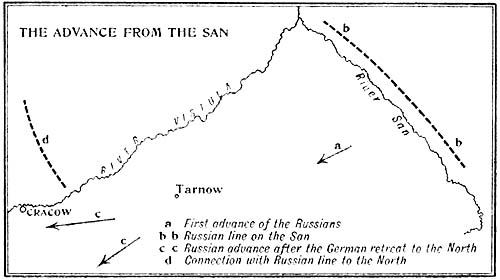 THE ADVANCE FROM THE SAN
b
RIVER VISTULA
River San
d
a
b
Tarnow
CRACOW
c
c
a First advance of the Russians
b b Russian line on the San
c c Russian advance after the German retreat to the North
d Connection with Russian line to the North